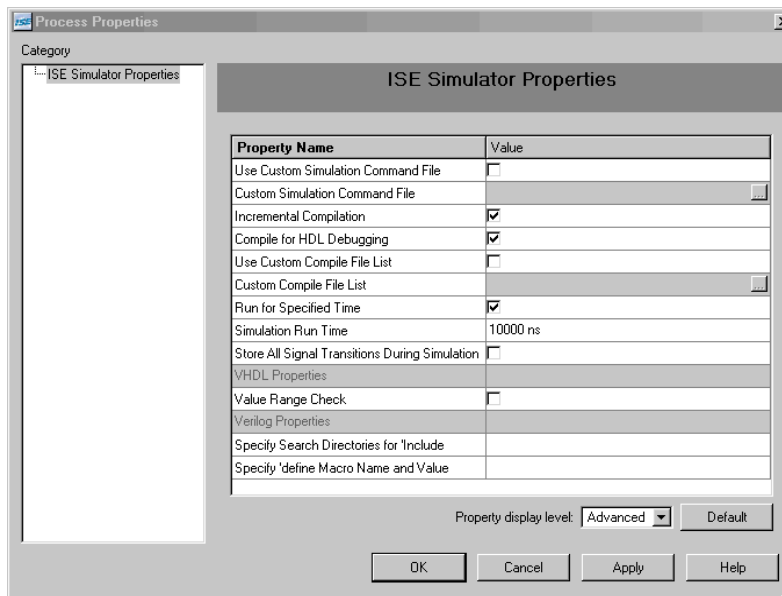 ISE Process Properties
Category
ISE Simulator Properties
ISE Simulator Properties
Property Name Value
Use Custom Simulation Command File
Custom Simulation Command File ...
Incremental Compilation
Compile for HDL Debugging
Use Custom Compile File List
Custom Compile File List ...
Run for Specified Time
Simulation Run Time 10000 ns
Store All Signal Transitions During Simulation
VHDL Properties
Value Range Check
Verilog Properties
Specify Search Directories for 'Include
Specify 'define Macro Name and Value
Property display level: Advanced Default
OK Cancel Apply Help